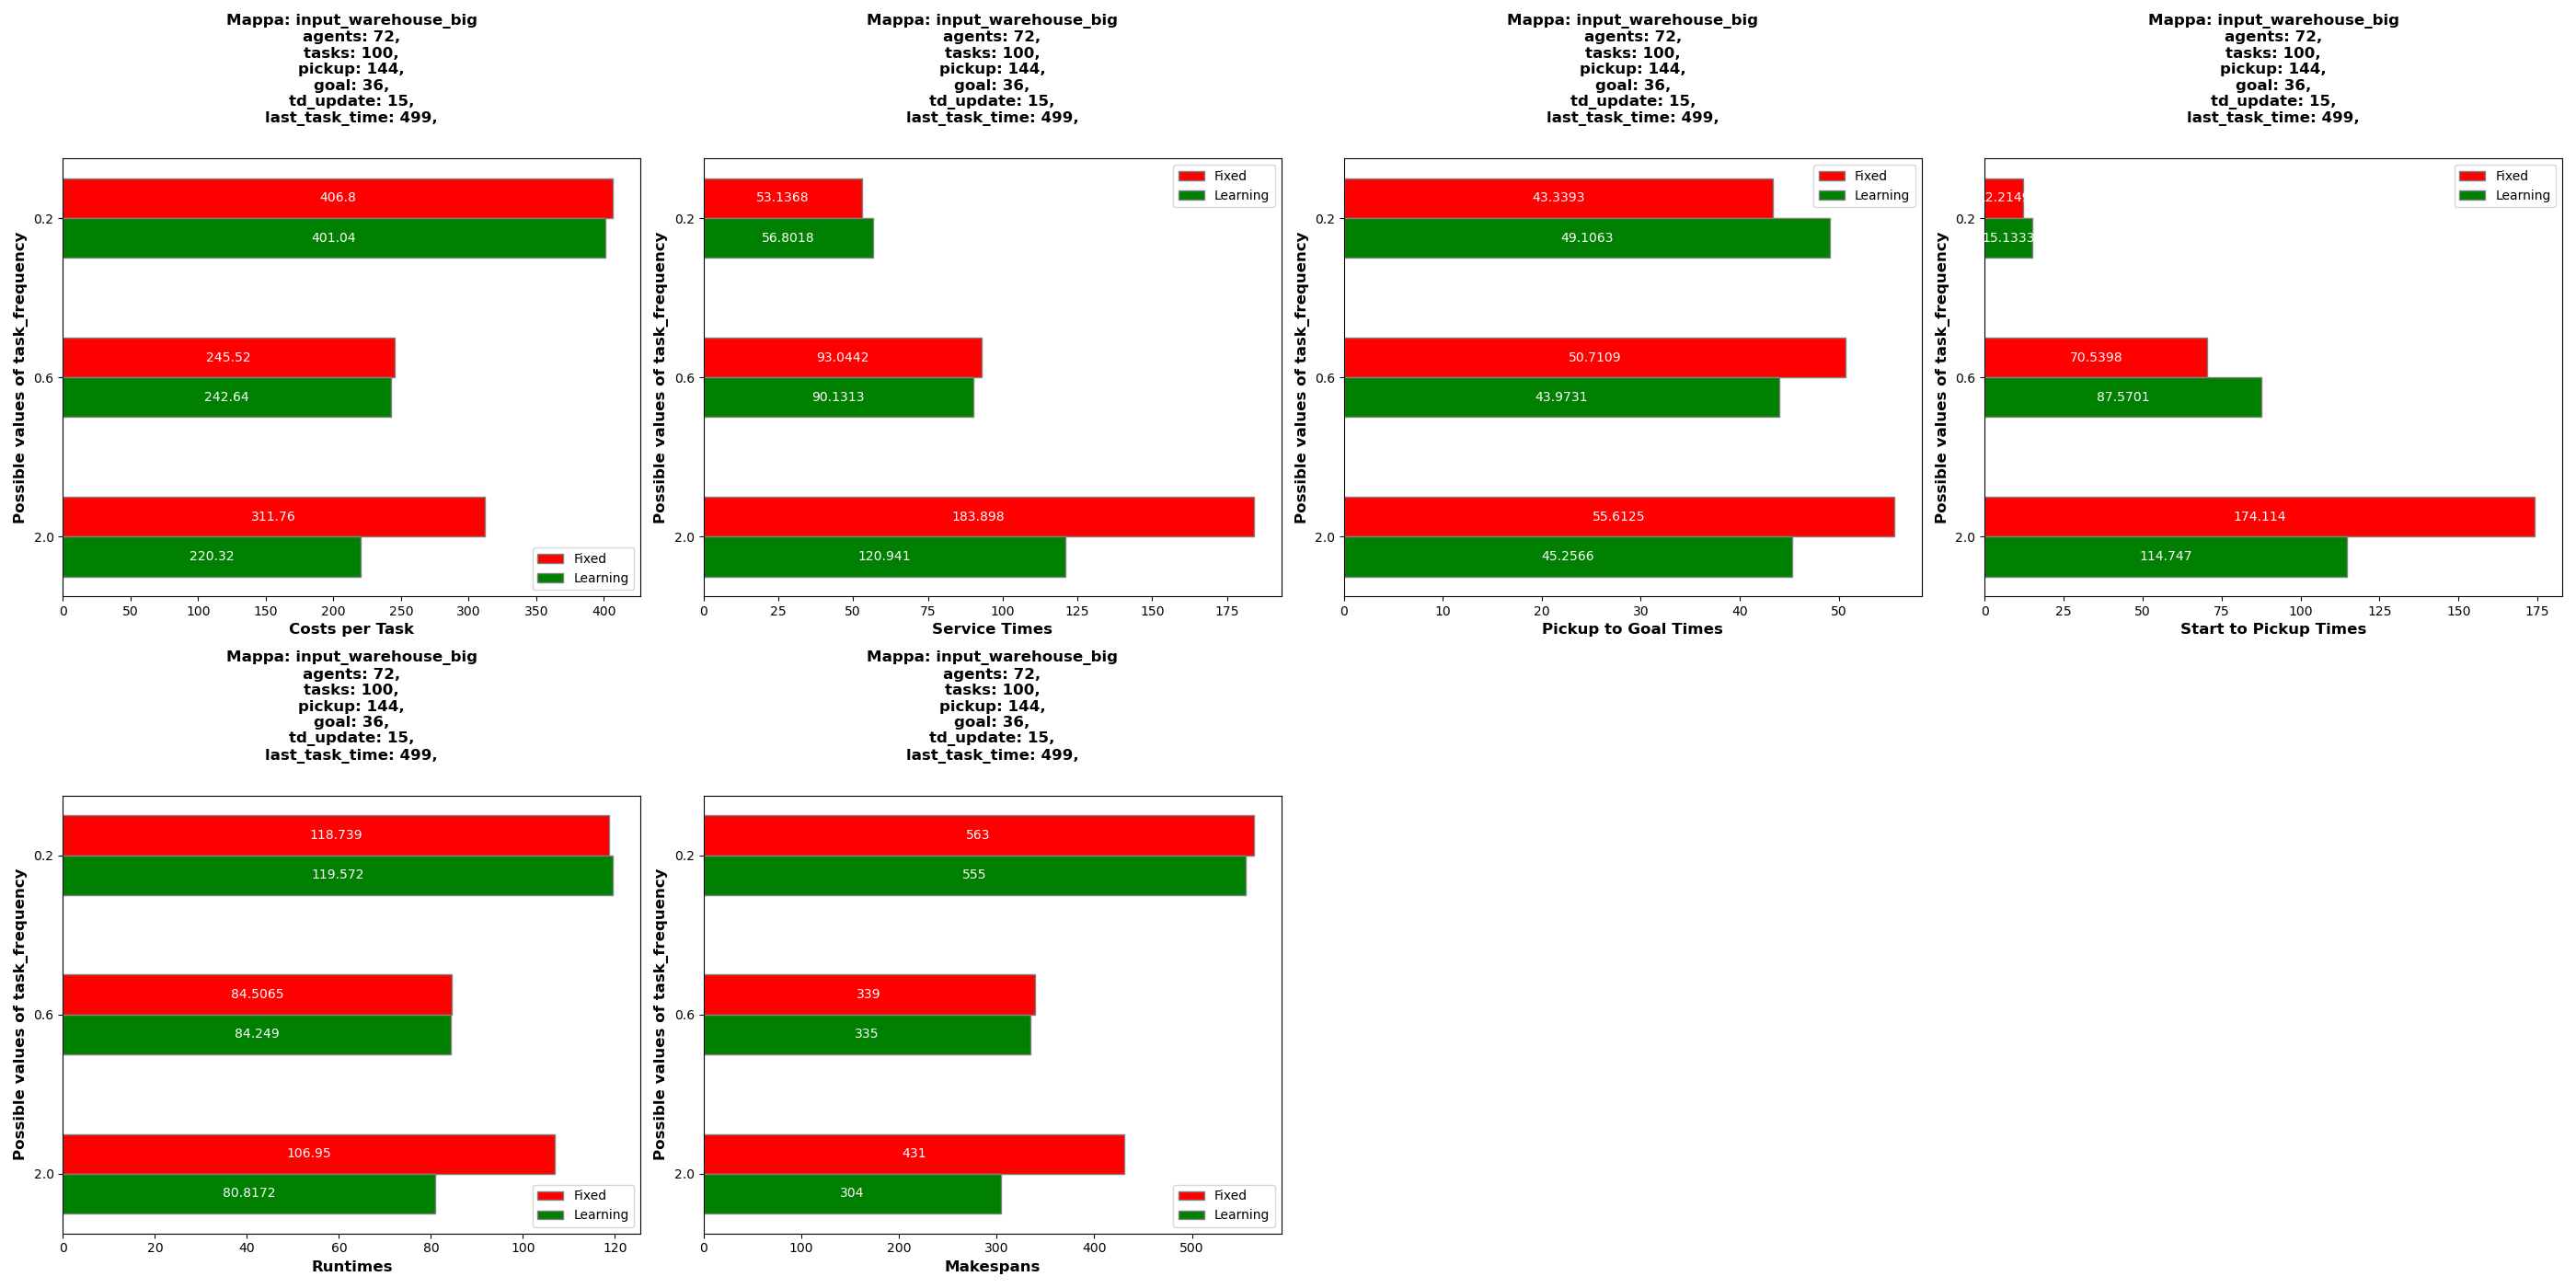 Mappa: input_warehouse_big
agents: 72,
tasks: 100,
pickup: 144,
goal: 36,
td_update: 15,
last_task_time: 499,
Possible values of task_frequency
0.2
0.6
2.0
406.8
401.04
245.52
242.64
311.76
220.32
Fixed
Learning
0 50 100 150 200 250 300 350 400
Costs per Task
Mappa: input_warehouse_big
agents: 72,
tasks: 100,
pickup: 144,
goal: 36,
td_update: 15,
last_task_time: 499,
Possible values of task_frequency
0.2
0.6
2.0
Fixed
Learning
53.1368
56.8018
93.0442
90.1313
183.898
120.941
0 25 50 75 100 125 150 175
Service Times
Mappa: input_warehouse_big
agents: 72,
tasks: 100,
pickup: 144,
goal: 36,
td_update: 15,
last_task_time: 499,
Possible values of task_frequency
0.2
0.6
2.0
Fixed
Learning
43.3393
49.1063
50.7109
43.9731
55.6125
45.2566
0 10 20 30 40 50
Pickup to Goal Times
Mappa: input_warehouse_big
agents: 72,
tasks: 100,
pickup: 144,
goal: 36,
td_update: 15,
last_task_time: 499,
Possible values of task_frequency
0.2
0.6
2.0
Fixed
Learning
15.1333
70.5398
87.5701
174.114
114.747
0 25 50 75 100 125 150 175
Start to Pickup Times
Mappa: input_warehouse_big
agents: 72,
tasks: 100,
pickup: 144,
goal: 36,
td_update: 15,
last_task_time: 499,
Possible values of task_frequency
0.2
0.6
2.0
118.739
119.572
84.5065
84.249
106.95
80.8172
Fixed
Learning
0 20 40 60 80 100 120
Runtimes
Mappa: input_warehouse_big
agents: 72,
tasks: 100,
pickup: 144,
goal: 36,
td_update: 15,
last_task_time: 499,
Possible values of task_frequency
0.2
0.6
2.0
563
555
339
335
431
304
Fixed
Learning
0 100 200 300 400 500
Makespans